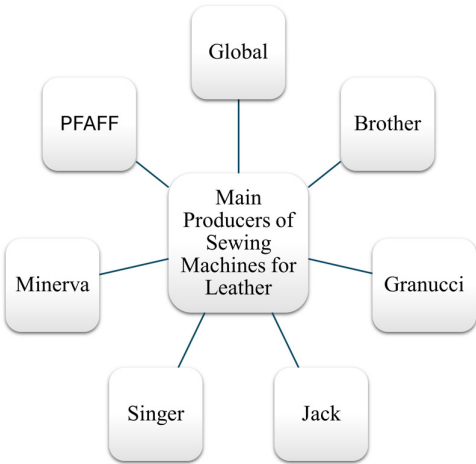 Global
PFAFF
Brother
Main
Producers of
Sewing
Machines for
Leather
Minerva
Granucci
Singer
Jack